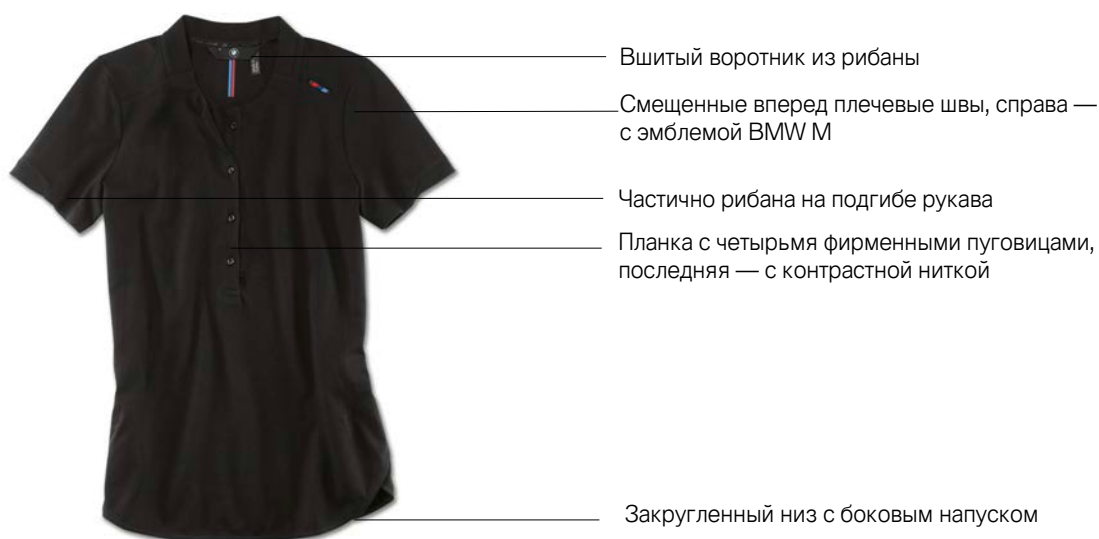 Вшитый воротник из рибаны
Смещенные вперед плечевые швы, справа —
с эмблемой BMW M
Частично рибана на подгибе рукава
Планка с четырьмя фирменными пуговицами,
последняя — с контрастной ниткой
Закругленный низ с боковым напуском